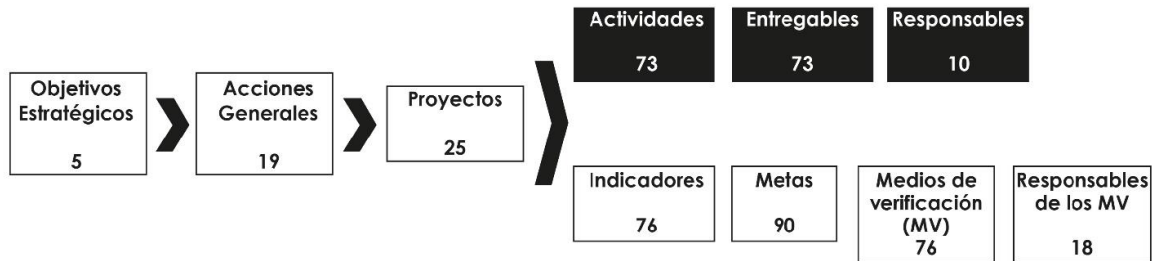 Objetivos
Estratégicos
5
Acciones
Generales
19
Proyectos
25
Actividades
73
Entregables
73
Responsables
10
Indicadores
76
Metas
90
Medios de
verificación
(MV)
76
Responsables
de los MV
18